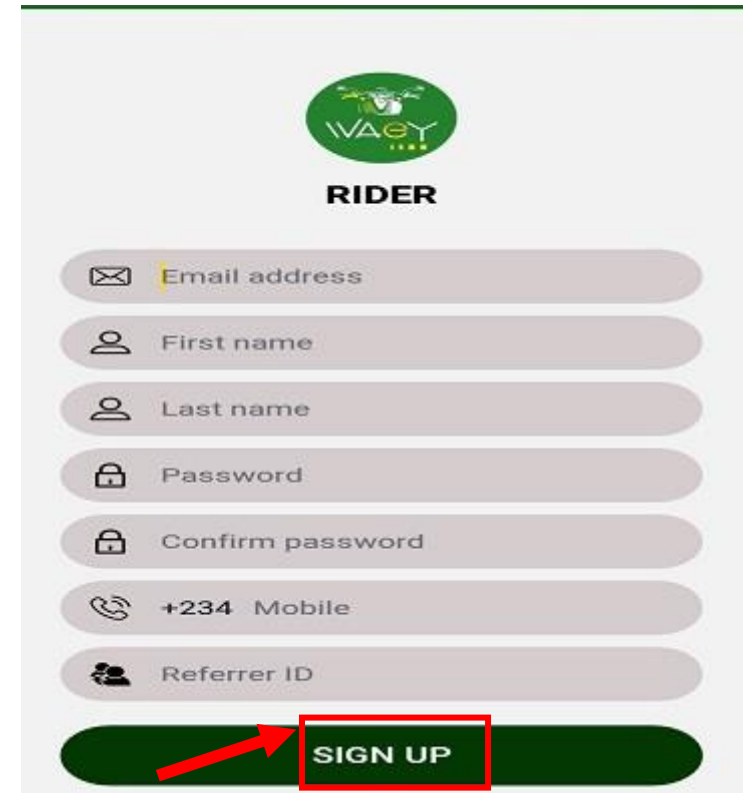 WAEY
RIDER
Email address
First name
Last name
Password
Confirm password
+234 Mobile
Referrer ID
SIGN UP